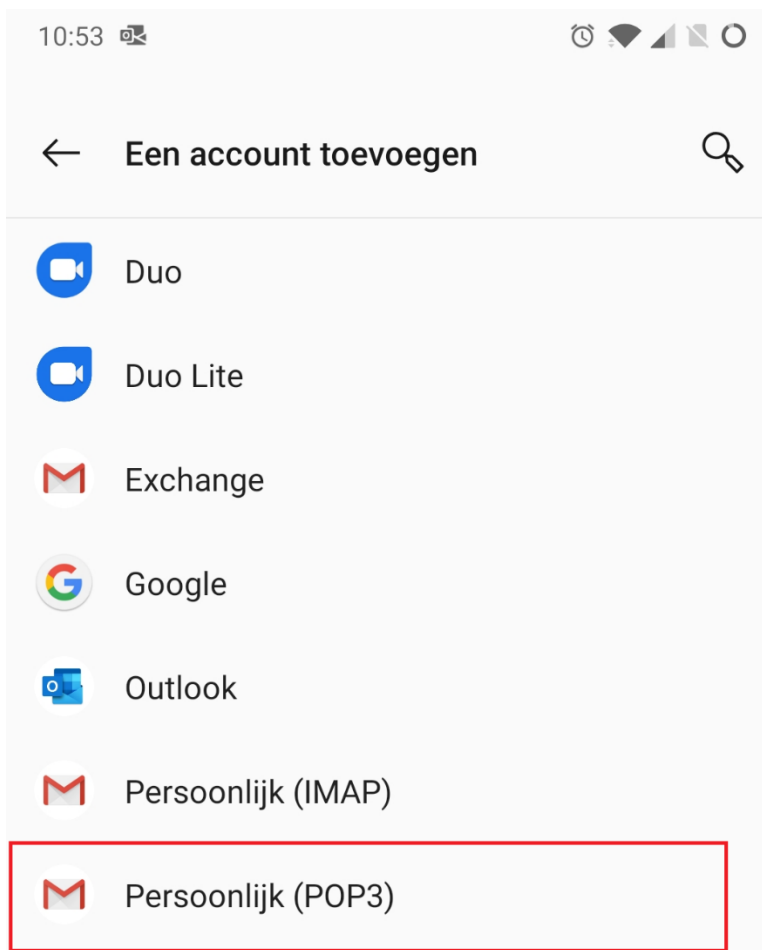 10:53
Een account toevoegen
Duo
Duo Lite
Exchange
Google
Outlook
Persoonlijk (IMAP)
Persoonlijk (POP3)